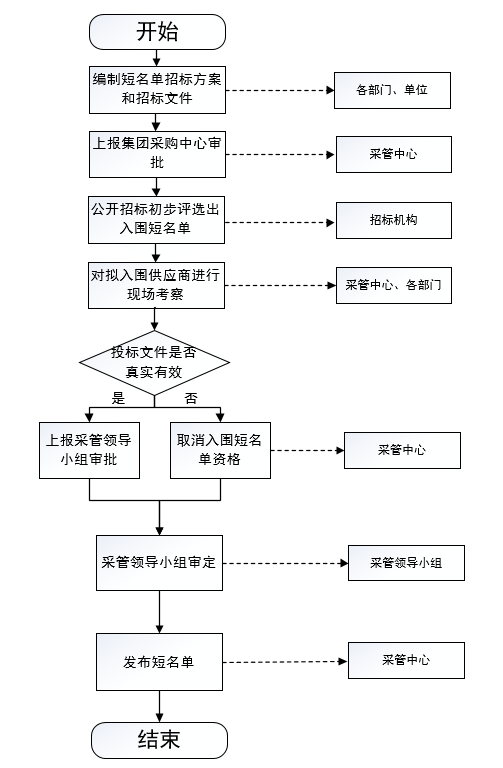 开始
编制短名单招标方案
和招标文件
各部门、单位
上报集团采购中心审
批
采管中心
公开招标初步评选出
入围短名单
招标机构
对拟入围供应商进行
现场考察
采管中心、各部门
投标文件是否
真实有效
是
否
上报采管领导
小组审批
取消入围短名
单资格
采管中心
采管领导小组审定
采管领导小组
发布短名单
采管中心
结束